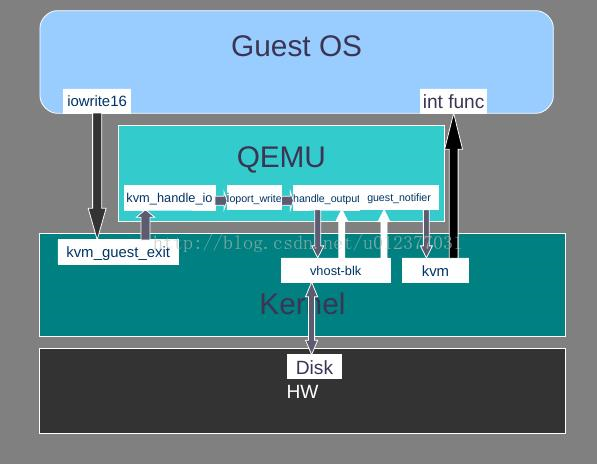 Guest OS
iowrite16
int func
QEMU
kvm_handle_io
ioport_write
handle_output
guest_notifier
http://blog.csdn.net/u012377031
kvm_guest_exit
vhost-blk
kvm
Kernel
Disk
HW